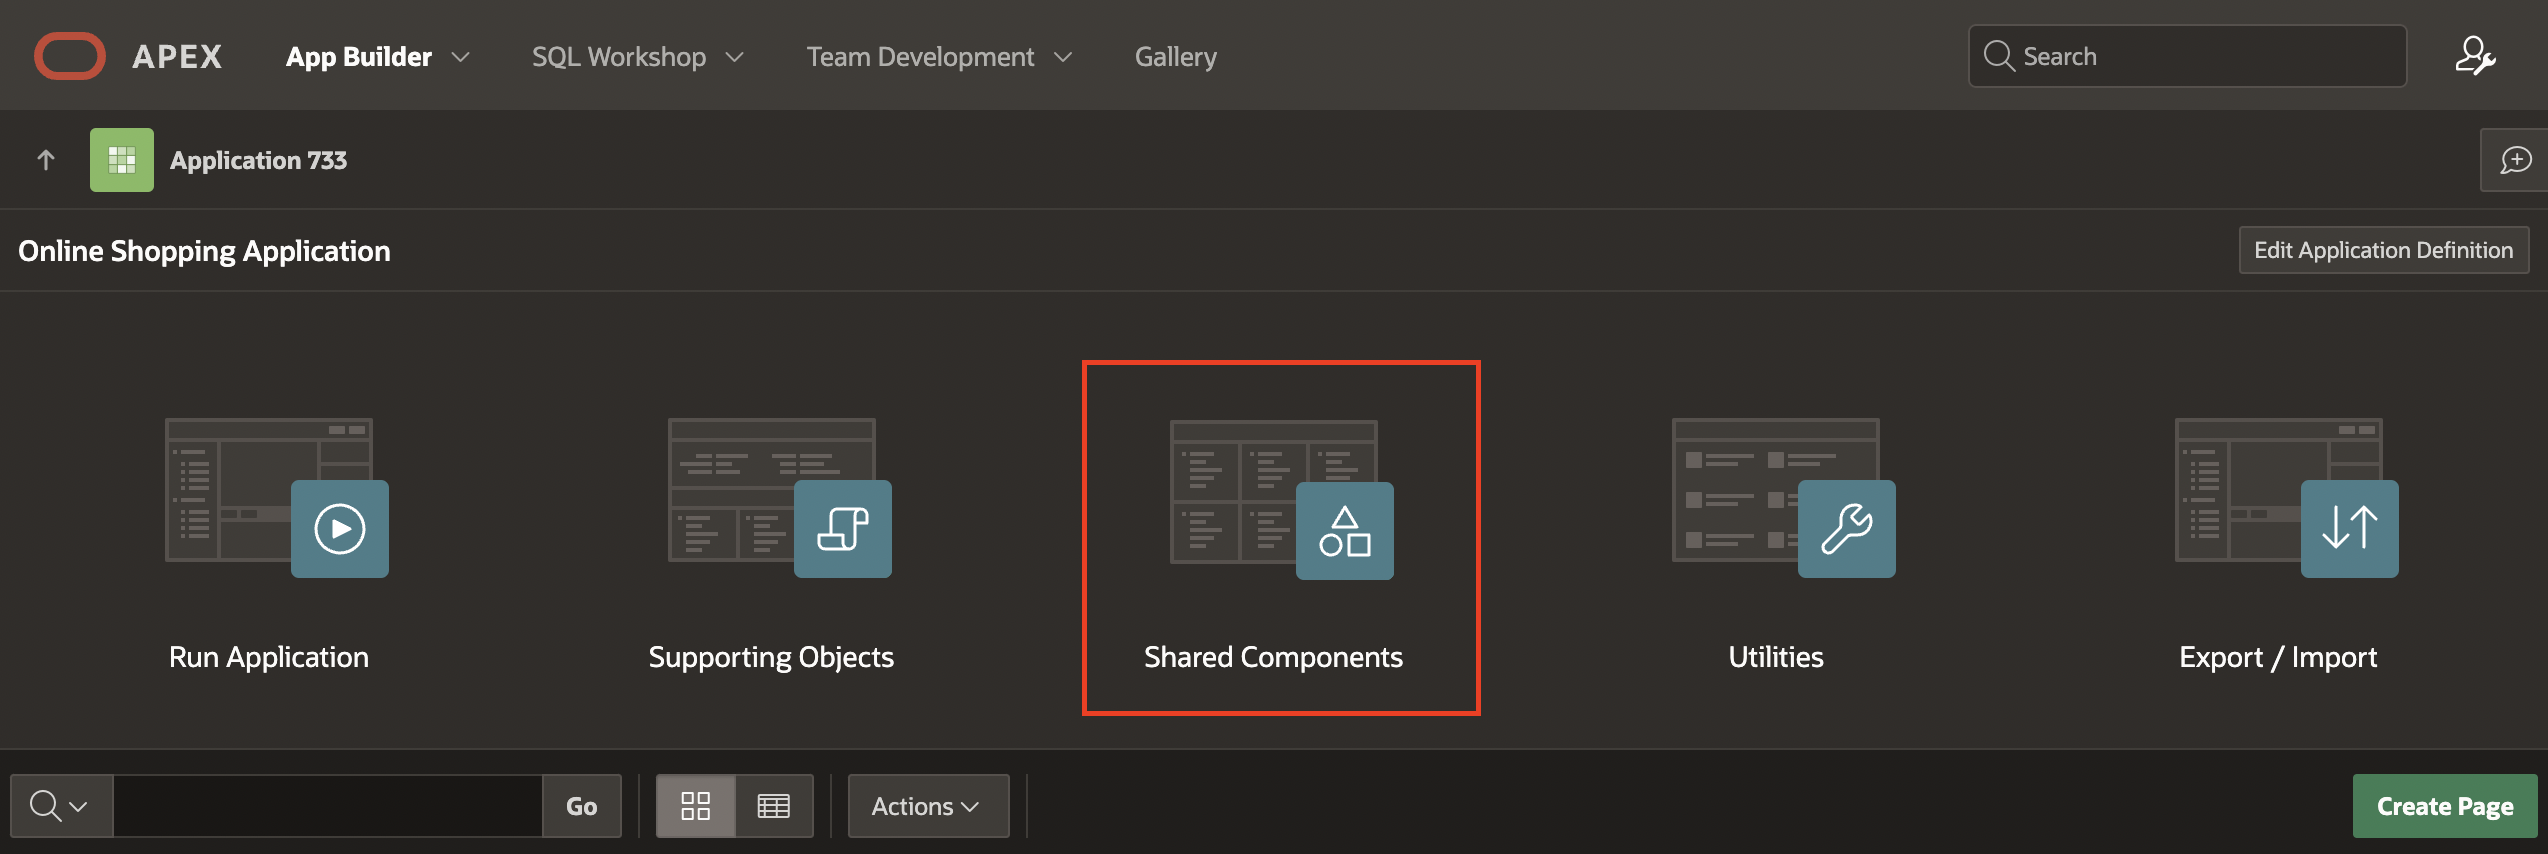 APEX App Builder SQL Workshop Team Development Gallery Search
Application 733
Online Shopping Application Edit Application Definition
Run Application Supporting Objects Shared Components Utilities Export / Import
Go Actions Create Page